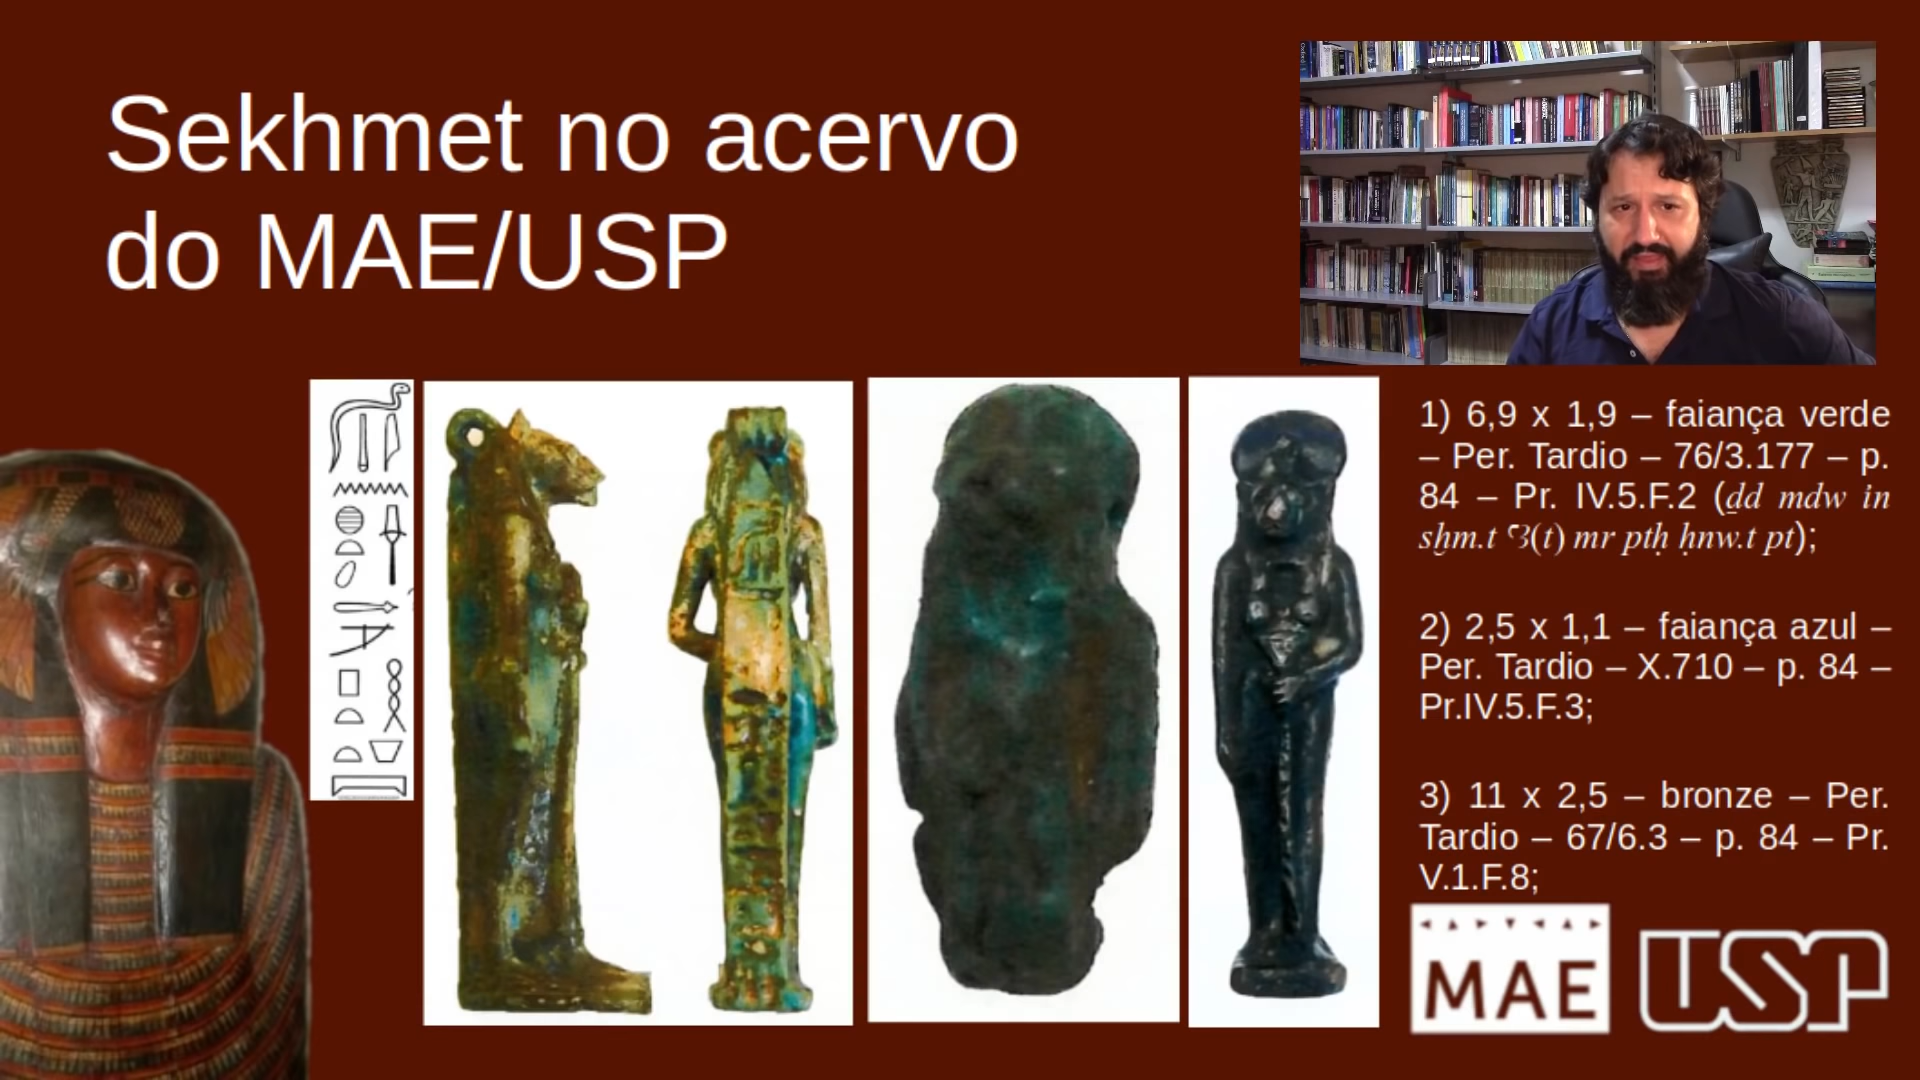 Sekhmet no acervo
do MAE/USP
1) 6,9 x 1,9 – faiança verde
– Per. Tardio – 76/3.177 – p.
84 – Pr. IV.5.F.2 (ḏd mdw in
sḫm.t ꜥꜣ(t) mr ptḥ ḥnw.t pt);
2) 2,5 x 1,1 – faiança azul –
Per. Tardio – X.710 – p. 84 –
Pr.IV.5.F.3;
3) 11 x 2,5 – bronze – Per.
Tardio – 67/6.3 – p. 84 – Pr.
V.1.F.8;
MAE
USP